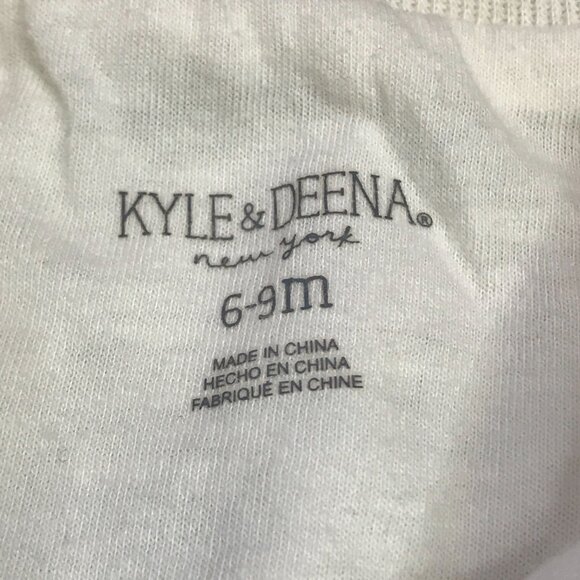 KYLE & DEENA®
new york
6-9m
MADE IN CHINA
HECHO EN CHINA
FABRIQUÉ EN CHINE